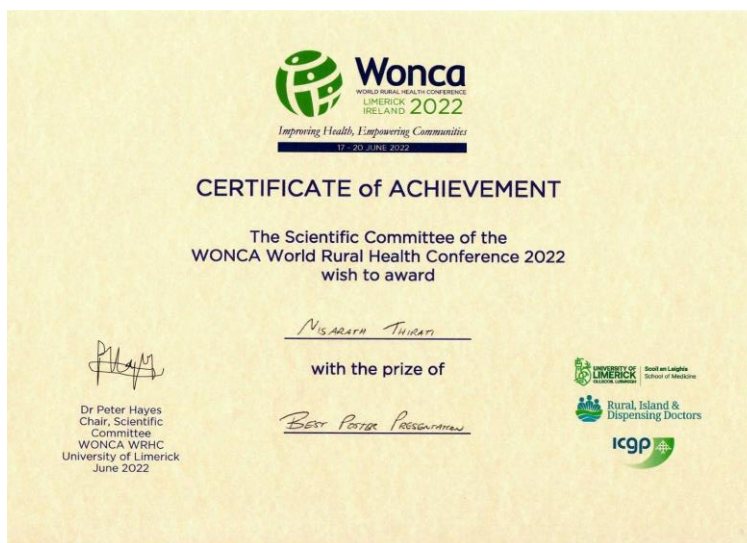 Wonca
WORLD RURAL HEALTH CONFERENCE
LIMERICK
IRELAND 2022
Improving Health, Empowering Communities
17 - 20 JUNE 2022
CERTIFICATE of ACHIEVEMENT
The Scientific Committee of the
WONCA World Rural Health Conference 2022
wish to award
NISARATH THIRATI
with the prize of
BEST POSTER PRESENTATION
Dr Peter Hayes
Chair, Scientific
Committee
WONCA WRHC
University of Limerick
June 2022
UNIVERSITY OF
LIMERICK
OLLSCOIL LUIMNIGH
Scoil an Leighis
School of Medicine
Rural, Island &
Dispensing Doctors
ICGP